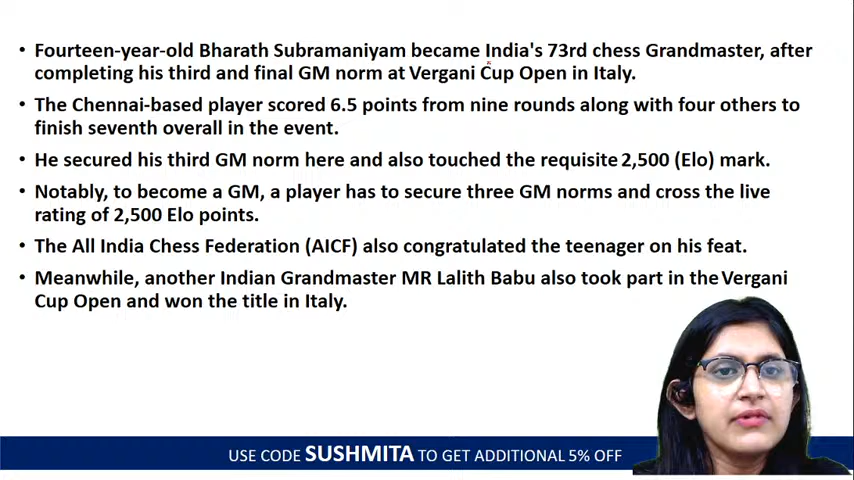 • Fourteen-year-old Bharath Subramaniyam became India's 73rd chess Grandmaster, after
completing his third and final GM norm at Vergani Cup Open in Italy.
• The Chennai-based player scored 6.5 points from nine rounds along with four others to
finish seventh overall in the event.
• He secured his third GM norm here and also touched the requisite 2,500 (Elo) mark.
• Notably, to become a GM, a player has to secure three GM norms and cross the live
rating of 2,500 Elo points.
• The All India Chess Federation (AICF) also congratulated the teenager on his feat.
• Meanwhile, another Indian Grandmaster MR Lalith Babu also took part in the Vergani
Cup Open and won the title in Italy.
USE CODE SUSHMITA TO GET ADDITIONAL 5% OFF